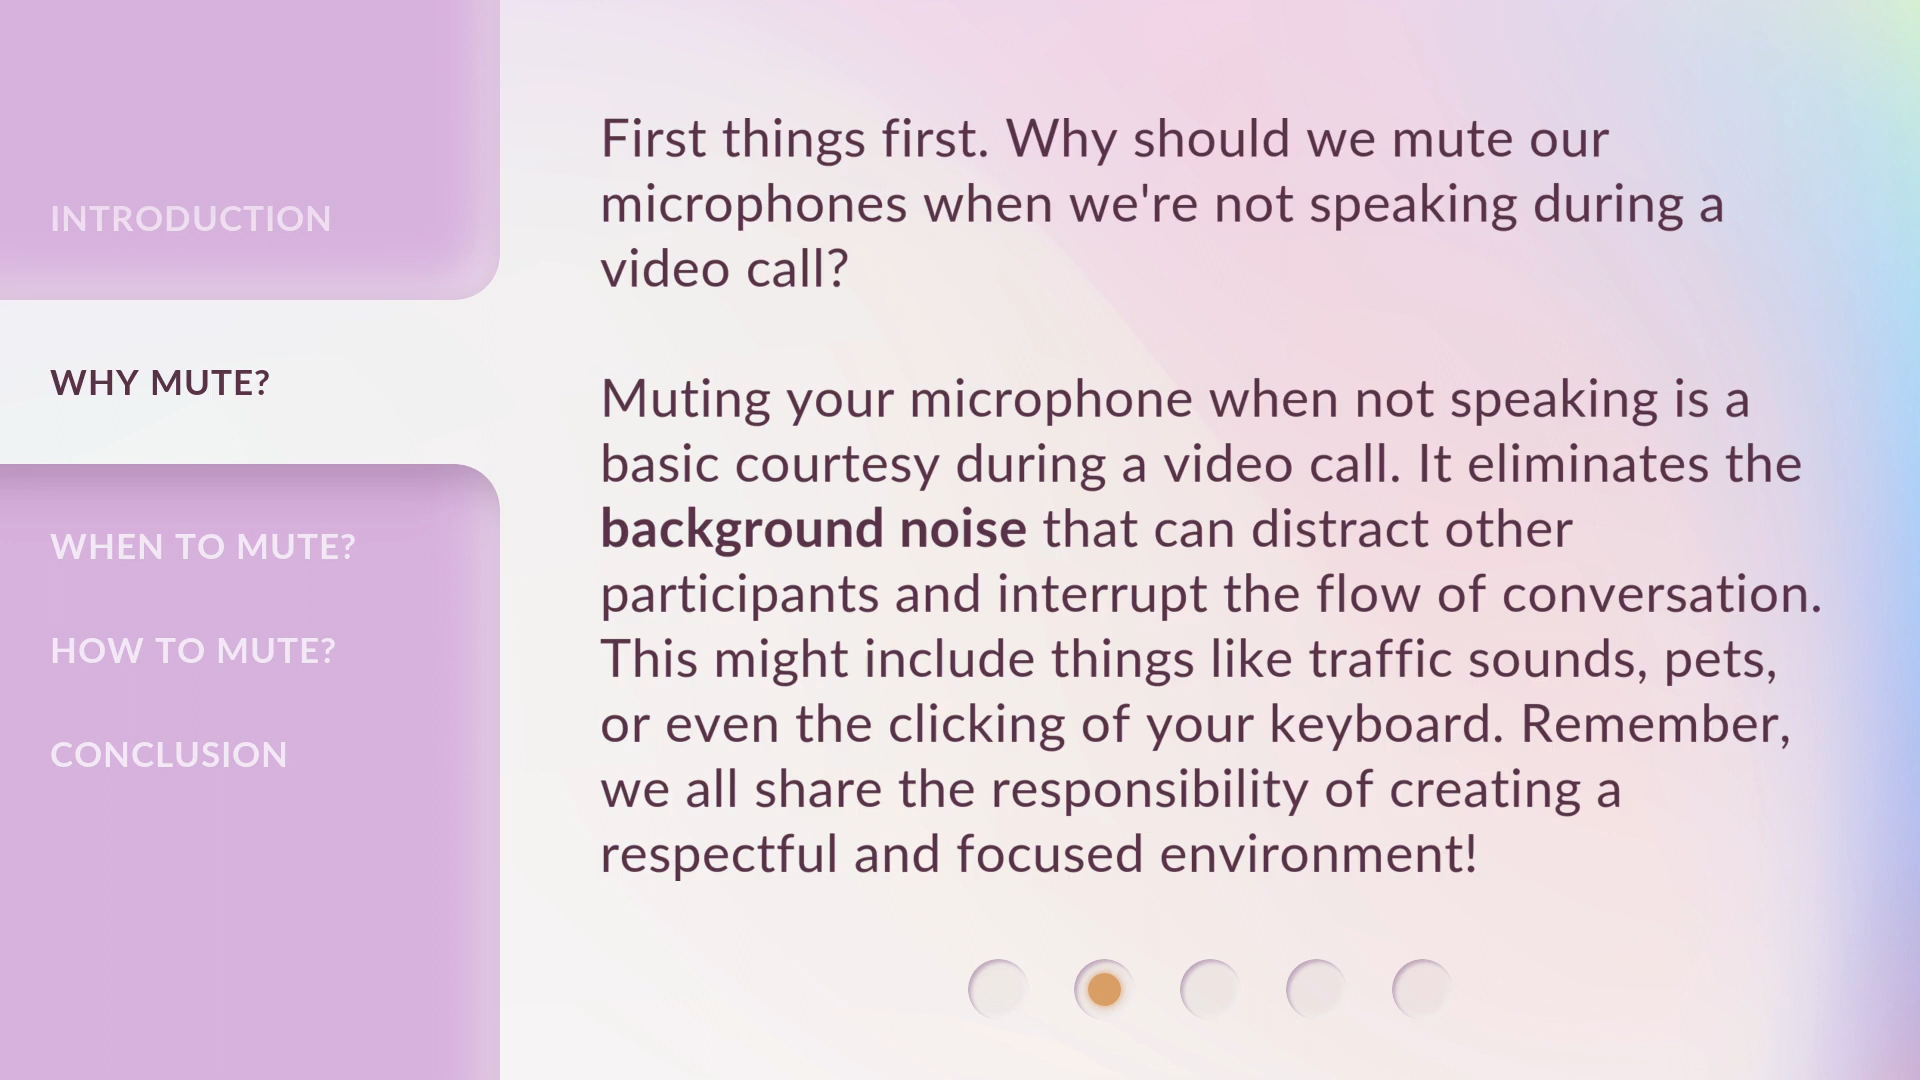 INTRODUCTION
WHY MUTE?
WHEN TO MUTE?
HOW TO MUTE?
CONCLUSION
First things first. Why should we mute our
microphones when we're not speaking during a
video call?
Muting your microphone when not speaking is a
basic courtesy during a video call. It eliminates the
background noise that can distract other
participants and interrupt the flow of conversation.
This might include things like traffic sounds, pets,
or even the clicking of your keyboard. Remember,
we all share the responsibility of creating a
respectful and focused environment!